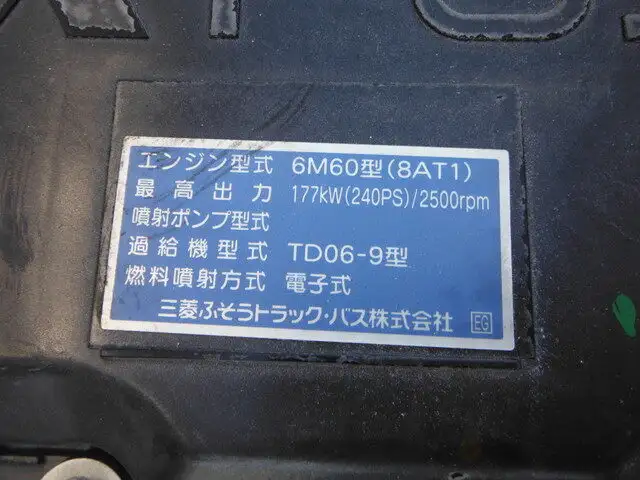 エンジン型式 6M60型(8AT1)
最高出力 177kW(240PS)/2500rpm
噴射ポンプ型式
過給機型式 TD06-9型
燃料噴射方式 電子式
三菱ふそうトラック・バス株式会社 EG